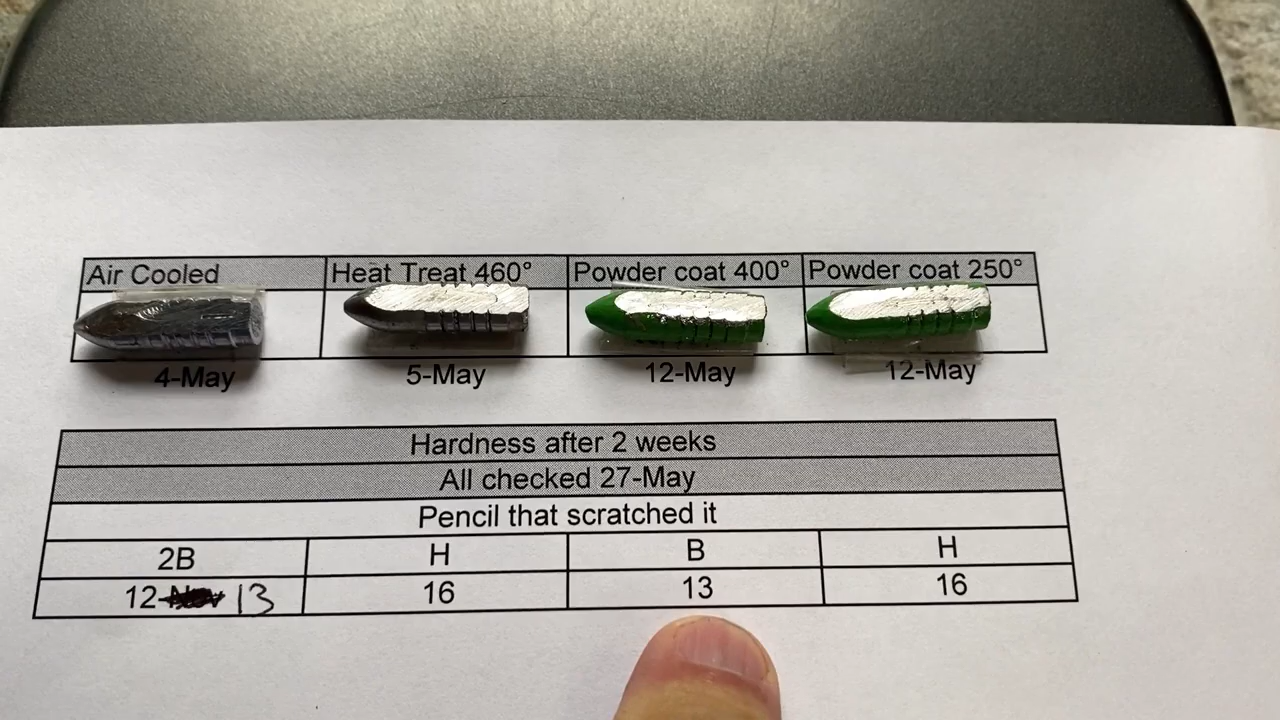 Air Cooled Heat Treat 460° Powder coat 400° Powder coat 250°
4-May 5-May 12-May 12-May
Hardness after 2 weeks
All checked 27-May
Pencil that scratched it
2B H B H
12- 13 16 13 16